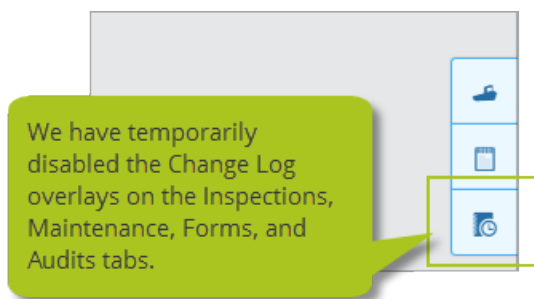 We have temporarily
disabled the Change Log
overlays on the Inspections,
Maintenance, Forms, and
Audits tabs.